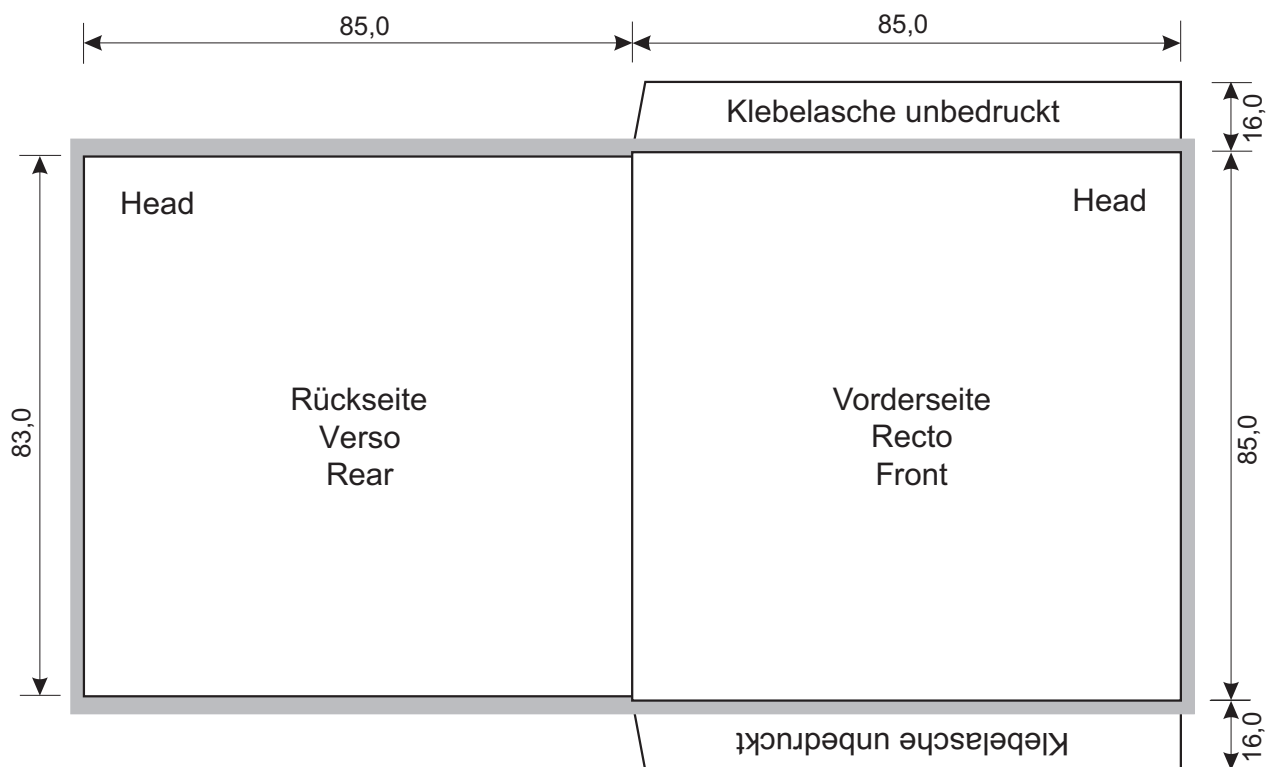 85,0
85,0
Klebelasche unbedruckt
16,0
Head
Head
83,0
Rückseite
Verso
Rear
Vorderseite
Recto
Front
85,0
Klebelasche unbedruckt
16,0